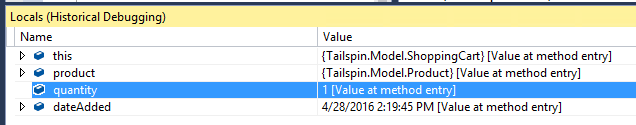 Locals (Historical Debugging)
Name Value
this {Tailspin.Model.ShoppingCart} [Value at method entry]
product {Tailspin.Model.Product} [Value at method entry]
quantity 1 [Value at method entry]
dateAdded 4/28/2016 2:19:45 PM [Value at method entry]